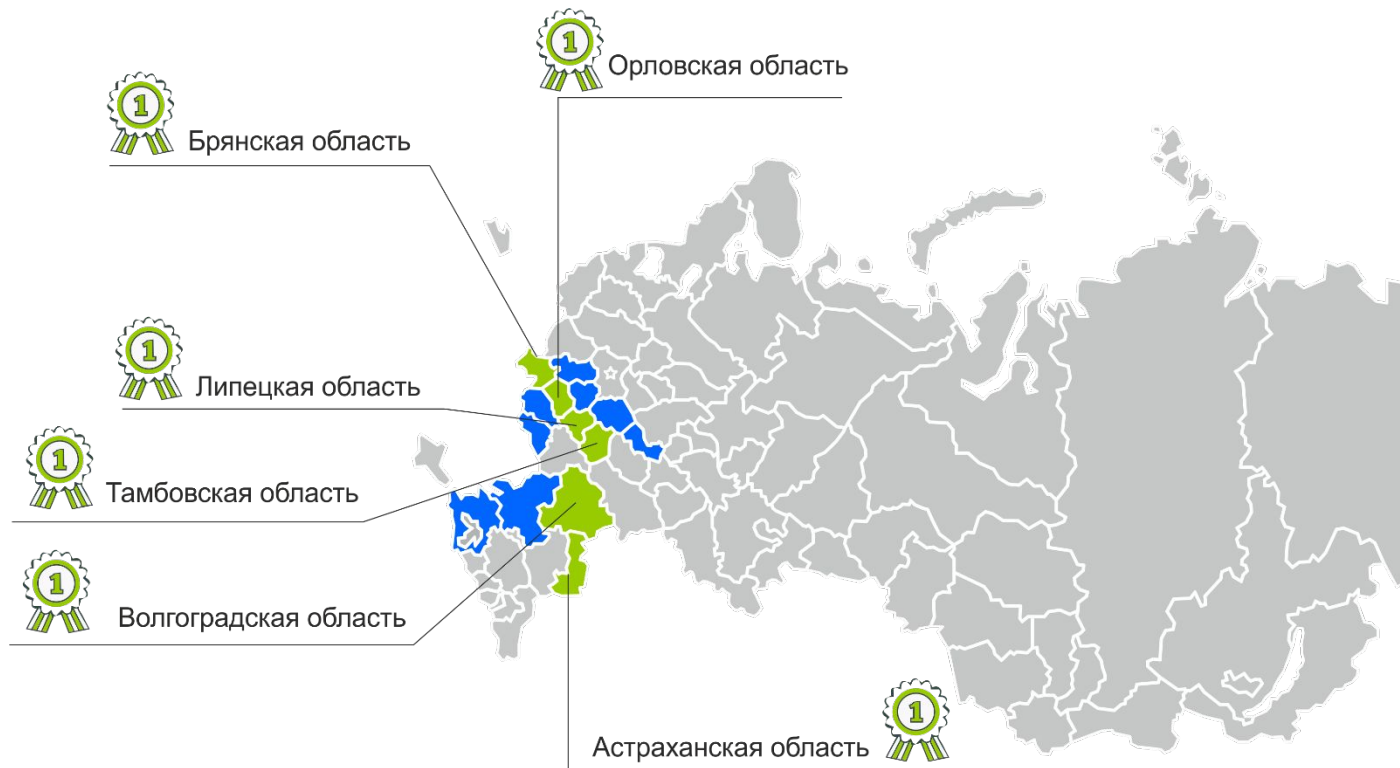 1
Орловская область
1
Брянская область
1
Липецкая область
1
Тамбовская область
1
Волгоградская область
Астраханская область
1